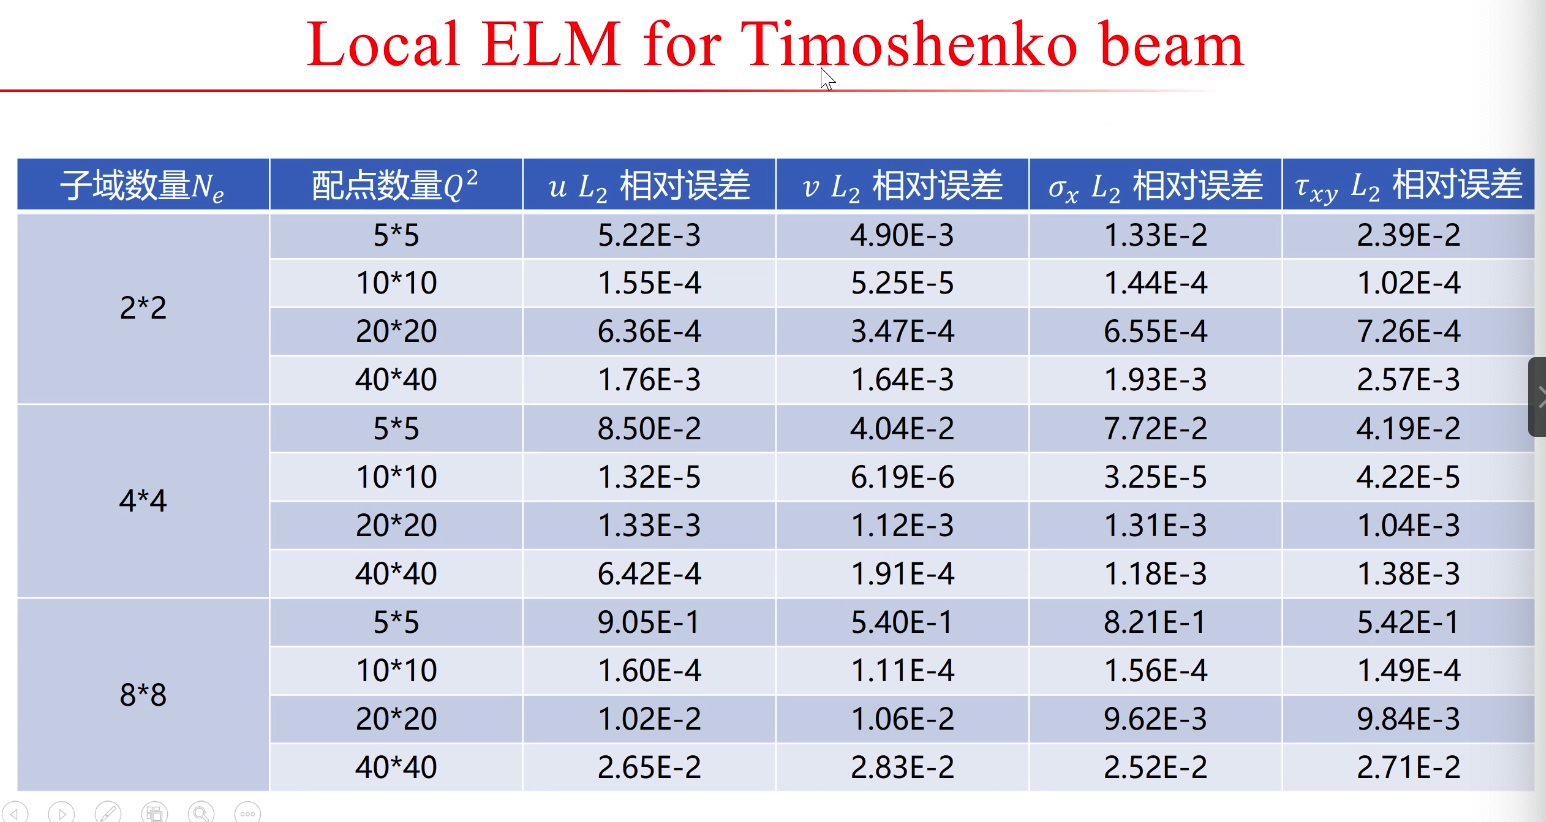 Local ELM for Timoshenko beam
子域数量Nₑ 配点数量Q² u L₂ 相对误差 v L₂ 相对误差 σₓ L₂ 相对误差 τₓᵧ L₂ 相对误差
2*2
5*5 5.22E-3 4.90E-3 1.33E-2 2.39E-2
10*10 1.55E-4 5.25E-5 1.44E-4 1.02E-4
20*20 6.36E-4 3.47E-4 6.55E-4 7.26E-4
40*40 1.76E-3 1.64E-3 1.93E-3 2.57E-3
4*4
5*5 8.50E-2 4.04E-2 7.72E-2 4.19E-2
10*10 1.32E-5 6.19E-6 3.25E-5 4.22E-5
20*20 1.33E-3 1.12E-3 1.31E-3 1.04E-3
40*40 6.42E-4 1.91E-4 1.18E-3 1.38E-3
8*8
5*5 9.05E-1 5.40E-1 8.21E-1 5.42E-1
10*10 1.60E-4 1.11E-4 1.56E-4 1.49E-4
20*20 1.02E-2 1.06E-2 9.62E-3 9.84E-3
40*40 2.65E-2 2.83E-2 2.52E-2 2.71E-2